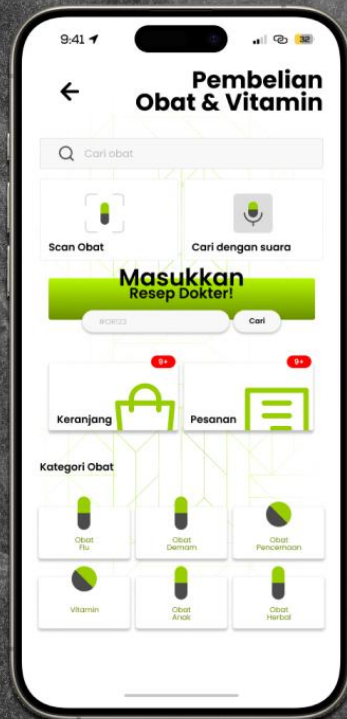 9:41
32
Pembelian
Obat & Vitamin
Cari obat
Scan Obat
Cari dengan suara
Masukkan
Resep Dokter!
Cari
9+
9+
Keranjang
Pesanan
Kategori Obat
Obat
Flu
Obat
Demam
Obat
Pencernaan
Vitamin
Obat
Anak
Obat
Herbal